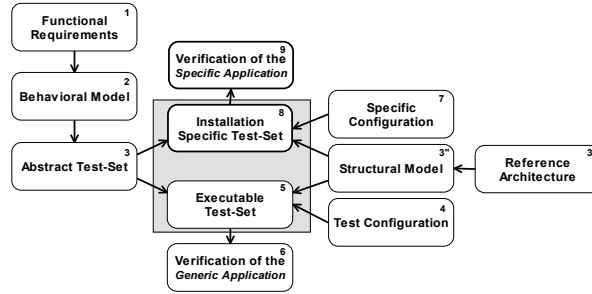 1
Functional
Requirements
2
Behavioral Model
3
Abstract Test-Set
9
Verification of the
Specific Application
8
Installation
Specific Test-Set
5
Executable
Test-Set
6
Verification of the
Generic Application
7
Specific
Configuration
3"
Structural Model
4
Test Configuration
3'
Reference
Architecture